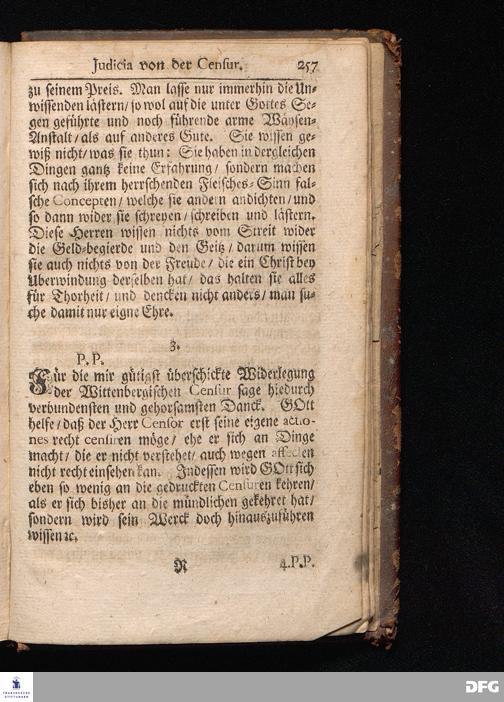 Judicia von der Censur. 257
zu seinem Preis. Man lasse nur immerhin die Un-
wissenden lästern/ so wol auf die unter Gottes Se-
gen geführte und noch führende arme Wäysen-
Anstalt/ als auf anderes Gute. Sie wissen ge-
wiß nicht/ was sie thun: Sie haben in dergleichen
Dingen gantz keine Erfahrung/ sondern machen
sich nach ihrem herrschenden Fleisches-Sinn fal-
sche Concepten/ welche sie andern andichten/ und
so dann wider sie schreyen/ schreiben und lästern.
Diese Herren wissen nichts vom Streit wider
die Geld-begierde und den Geitz/ darum wissen
sie auch nichts von der Freude/ die ein Christ bey
Uberwindung derselben hat/ das halten sie alles
für Thorheit/ und dencken nicht anders/ man su-
che damit nur eigne Ehre.
3.
P. P.
Für die mir gütigst überschickte Widerlegung
der Wittenbergischen Censur sage hiedurch
verbundensten und gehorsamsten Danck. GOtt
helfe/ daß der Herr Censor erst seine eigene actio-
nes recht censiren möge/ ehe er sich an Dinge
macht/ die er nicht verstehet/ auch wegen affecten
nicht recht einsehen kan. Indessen wird GOtt sich
eben so wenig an die gedruckten Censuren kehren/
als er sich bisher an die mündlichen gekehret hat/
sondern wird sein Werck doch hinauszuführen
wissen ꝛc.
R 4. P. P.
FRANCKESCHE
STIFTUNGEN
DFG